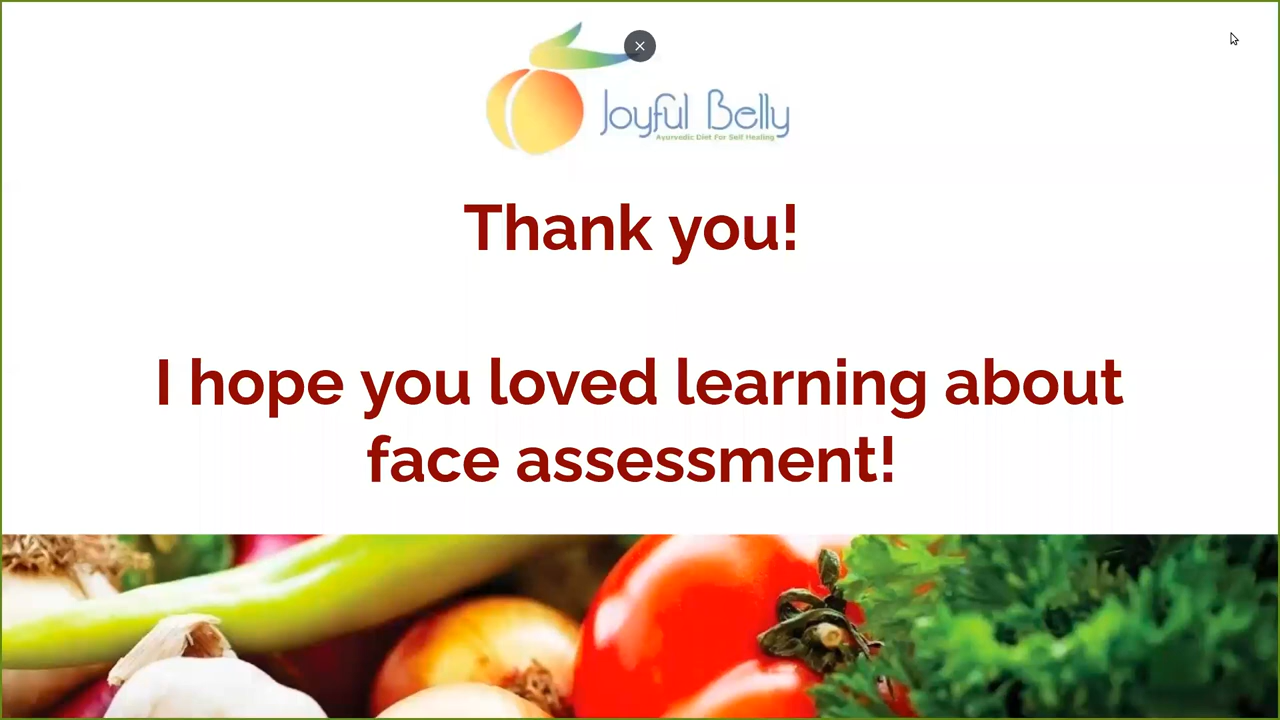 Joyful Belly
Ayurvedic Diet For Self Healing
Thank you!
I hope you loved learning about
face assessment!